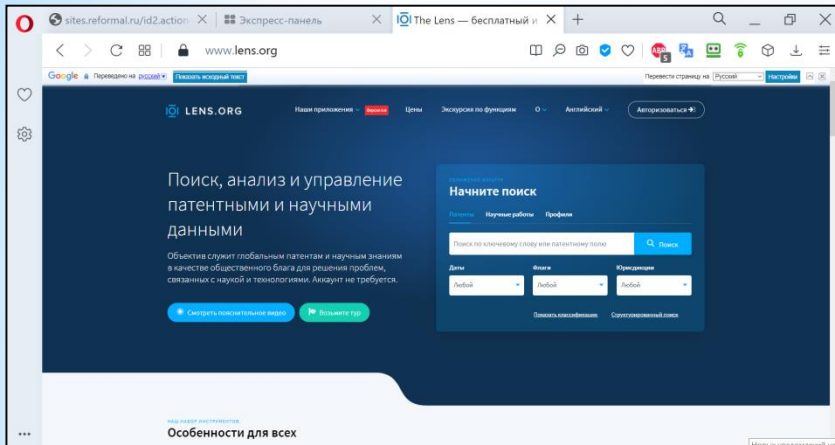 sites.reformal.ru/id2.action
Экспресс-панель
The Lens — бесплатный и
www.lens.org
ABP
S
Google
Переведено на русский
Показать исходный текст
Перевести страницу на
Русский
Настройки
LENS.ORG
Наши приложения
Цены
Экскурсия по функциям
О
Английский
Авторизоваться
Поиск, анализ и управление
патентными и научными
данными
Объектив служит глобальным патентам и научным знаниям
в качестве общественного блага для решения проблем,
связанных с наукой и технологиями. Аккаунт не требуется.
Смотреть пояснительное видео
Возьмите тур
Начните поиск
Патенты
Научные работы
Профили
Поиск по ключевому слову или патентному полю
Поиск
Даты
Флаги
Юрисдикция
Любой
Любой
Любой
Показать классификации
Структурированный поиск
НАШ НАБОР ИНСТРУМЕНТОВ
Особенности для всех